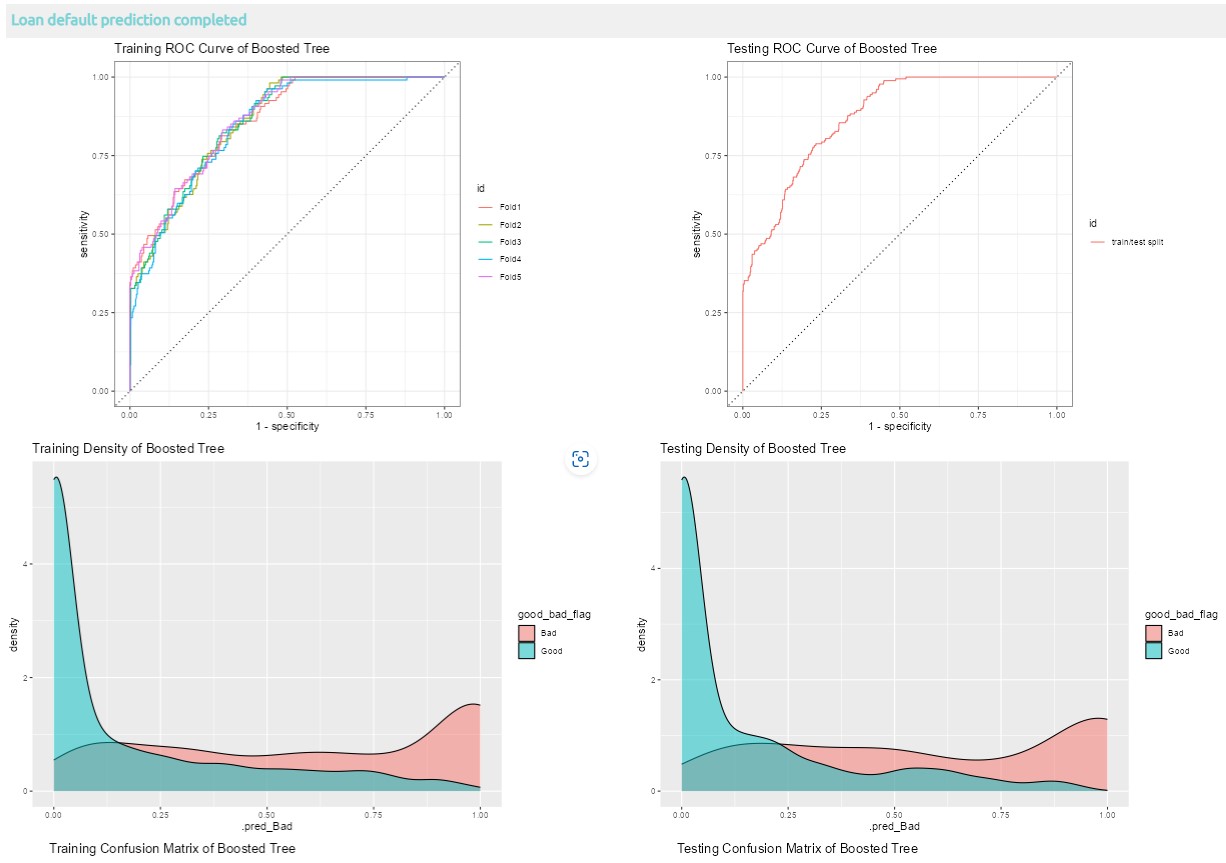 Loan default prediction completed
Training ROC Curve of Boosted Tree
1.00
0.75
0.50
0.25
0.00
sensitivity
0.00 0.25 0.50 0.75 1.00
1 - specificity
id
Fold1
Fold2
Fold3
Fold4
Fold5
Testing ROC Curve of Boosted Tree
1.00
0.75
0.50
0.25
0.00
sensitivity
0.00 0.25 0.50 0.75 1.00
1 - specificity
id
train/test split
Training Density of Boosted Tree
4
2
0
density
0.00 0.25 0.50 0.75 1.00
.pred_Bad
good_bad_flag
Bad
Good
Testing Density of Boosted Tree
4
2
0
density
0.00 0.25 0.50 0.75 1.00
.pred_Bad
good_bad_flag
Bad
Good
Training Confusion Matrix of Boosted Tree
Testing Confusion Matrix of Boosted Tree